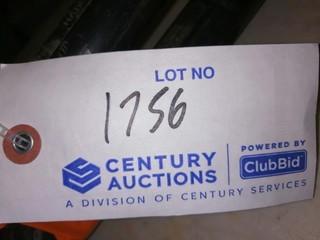 LOT NO
1756
CENTURY AUCTIONS
POWERED BY
ClubBid
A DIVISION OF CENTURY SERVICES